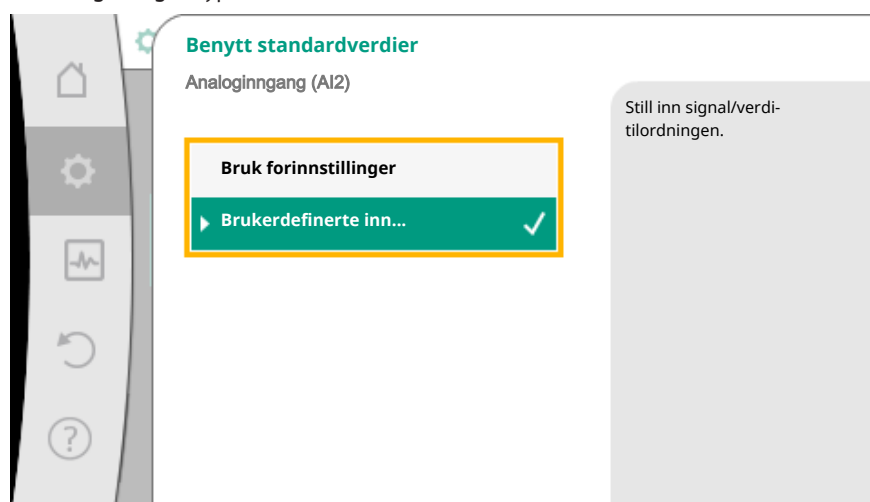 Benytt standardverdier
Analoginngang (AI2)
Still inn signal/verdi-
tilordningen.
Bruk forinnstillinger
Brukerdefinerte inn...
?